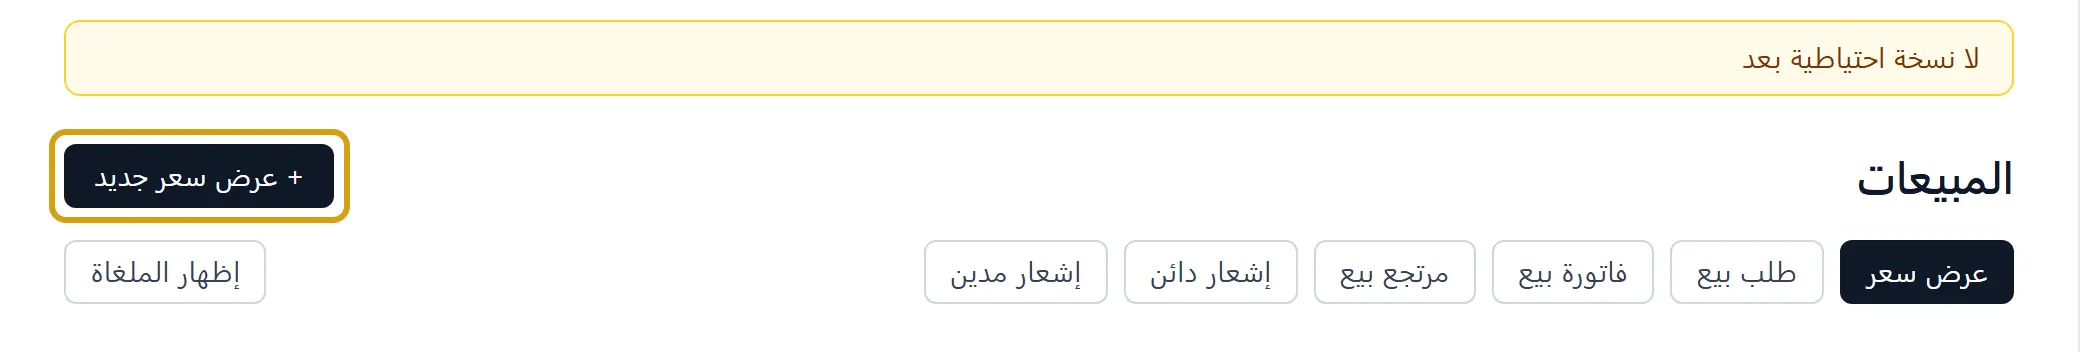 لا نسخة احتياطية بعد
المبيعات
+ عرض سعر جديد
عرض سعر
طلب بيع
فاتورة بيع
مرتجع بيع
إشعار دائن
إشعار مدين
إظهار الملغاة